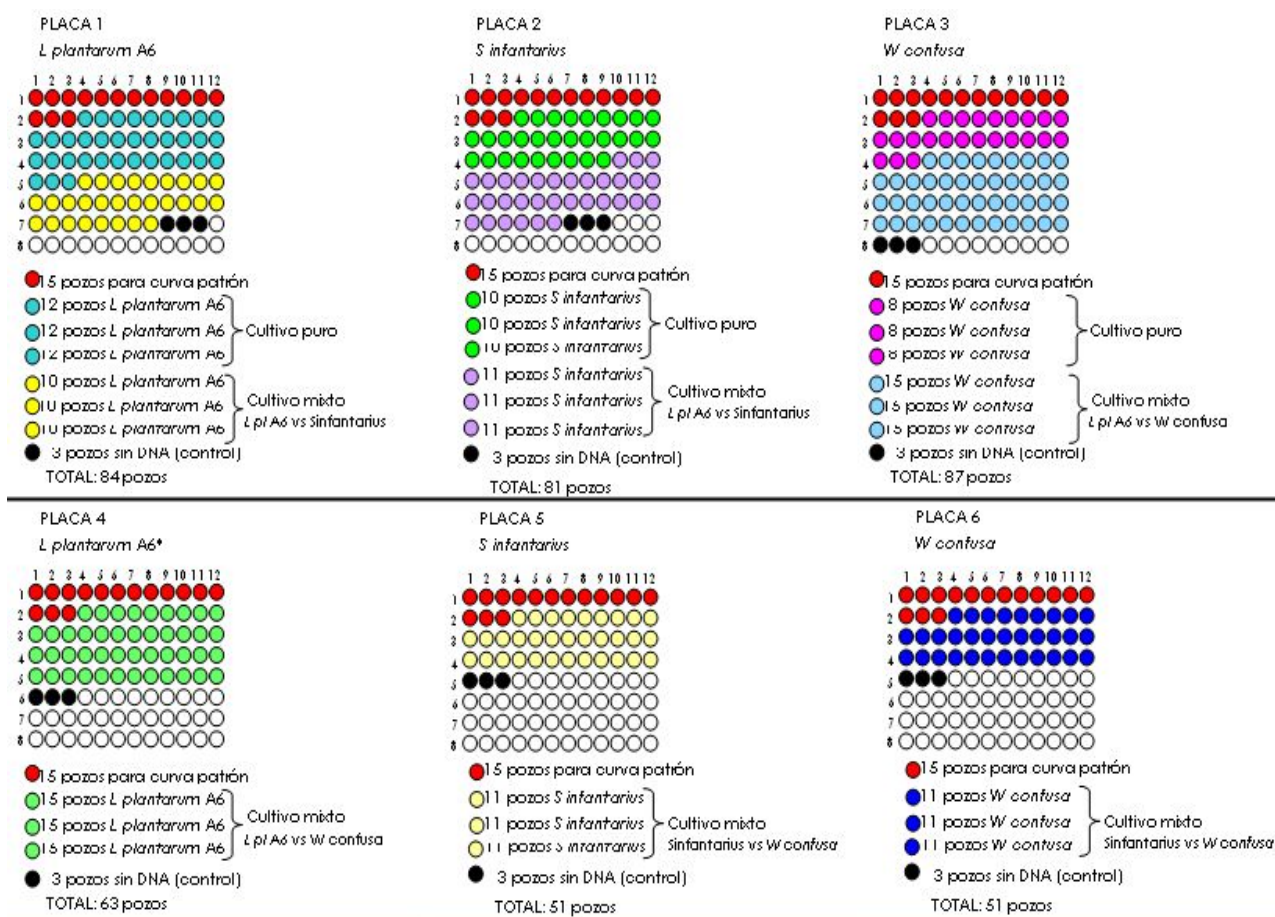 PLACA 1
L plantarum A6
1 2 3 4 5 6 7 8 9 10 11 12
1
2
3
4
5
6
7
8
15 pozos para curva patrón
12 pozos L plantarum A6
12 pozos L plantarum A6
12 pozos L plantarum A6
Cultivo puro
10 pozos L plantarum A6
10 pozos L plantarum A6
10 pozos L plantarum A6
Cultivo mixto
L pl A6 vs Sinfantarius
3 pozos sin DNA (control)
TOTAL: 84 pozos
PLACA 2
S infantarius
1 2 3 4 5 6 7 8 9 10 11 12
1
2
3
4
5
6
7
8
15 pozos para curva patrón
10 pozos S infantarius
10 pozos S infantarius
10 pozos S infantarius
Cultivo puro
11 pozos S infantarius
11 pozos S infantarius
11 pozos S infantarius
Cultivo mixto
L pl A6 vs Sinfantarius
3 pozos sin DNA (control)
TOTAL: 81 pozos
PLACA 3
W confusa
1 2 3 4 5 6 7 8 9 10 11 12
1
2
3
4
5
6
7
8
15 pozos para curva patrón
8 pozos W confusa
8 pozos W confusa
8 pozos W confusa
Cultivo puro
15 pozos W confusa
15 pozos W confusa
15 pozos W confusa
Cultivo mixto
L pl A6 vs W confusa
3 pozos sin DNA (control)
TOTAL: 87 pozos
PLACA 4
L plantarum A6*
1 2 3 4 5 6 7 8 9 10 11 12
1
2
3
4
5
6
7
8
15 pozos para curva patrón
15 pozos L plantarum A6
15 pozos L plantarum A6
15 pozos L plantarum A6
Cultivo mixto
L pl A6 vs W confusa
3 pozos sin DNA (control)
TOTAL: 63 pozos
PLACA 5
S infantarius
1 2 3 4 5 6 7 8 9 10 11 12
1
2
3
4
5
6
7
8
15 pozos para curva patrón
11 pozos S infantarius
11 pozos S infantarius
11 pozos S infantarius
Cultivo mixto
Sinfantarius vs W confusa
3 pozos sin DNA (control)
TOTAL: 51 pozos
PLACA 6
W confusa
1 2 3 4 5 6 7 8 9 10 11 12
1
2
3
4
5
6
7
8
15 pozos para curva patrón
11 pozos W confusa
11 pozos W confusa
11 pozos W confusa
Cultivo mixto
Sinfantarius vs W confusa
3 pozos sin DNA (control)
TOTAL: 51 pozos